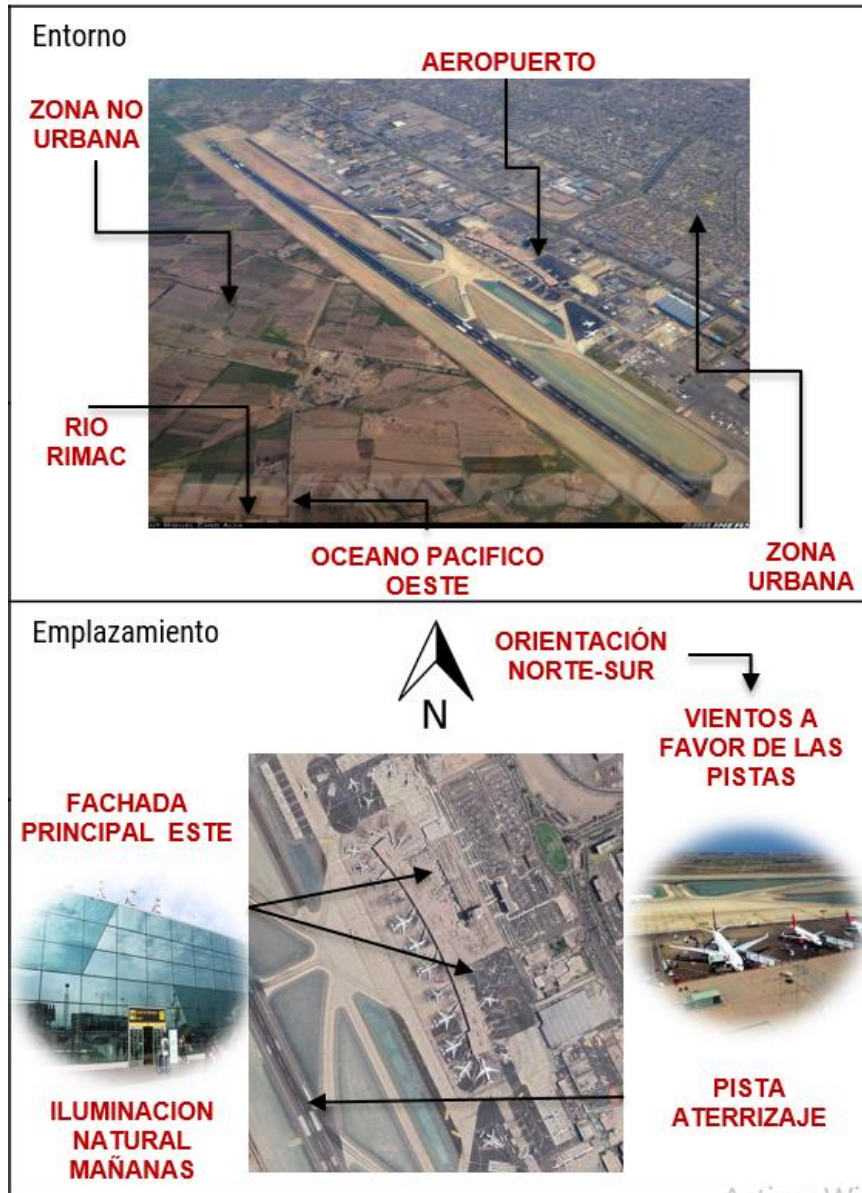 Entorno
AEROPUERTO
ZONA NO
URBANA
RIO
RIMAC
OCEANO PACIFICO
OESTE
ZONA
URBANA
Emplazamiento
N
ORIENTACIÓN
NORTE-SUR
VIENTOS A
FAVOR DE LAS
PISTAS
FACHADA
PRINCIPAL ESTE
ILUMINACION
NATURAL
MAÑANAS
PISTA
ATERRIZAJE